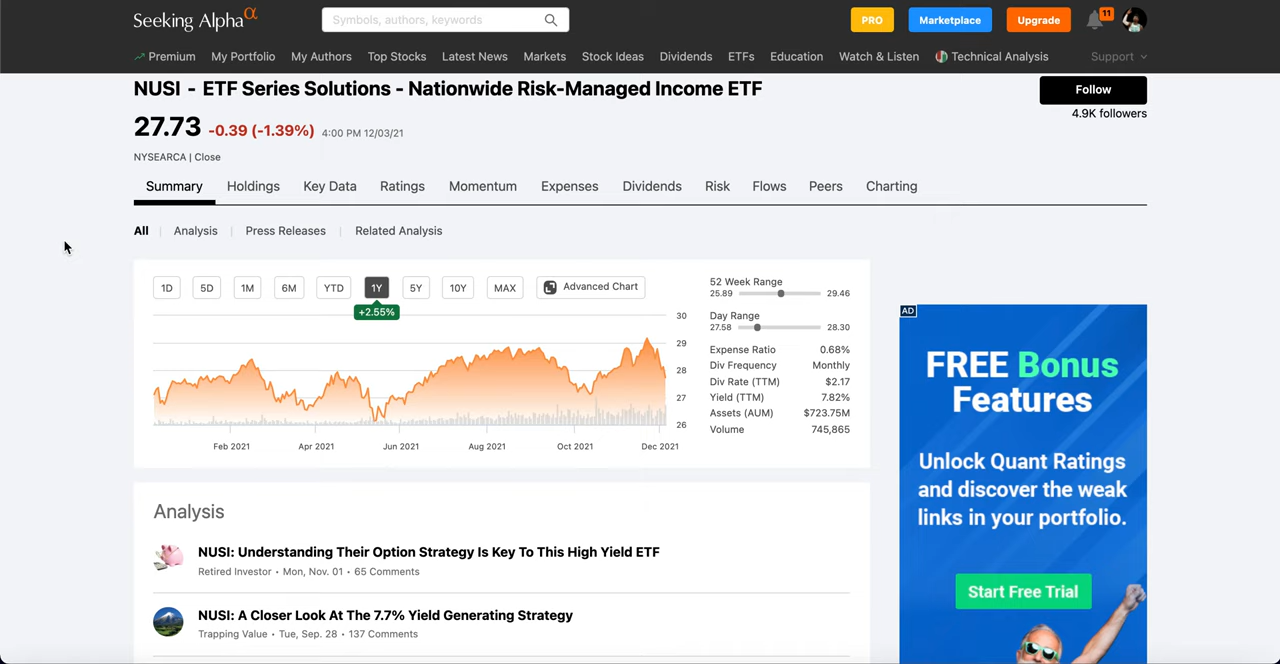 Seeking Alpha α
Symbols, authors, keywords
PRO
Marketplace
Upgrade
11
Premium
My Portfolio
My Authors
Top Stocks
Latest News
Markets
Stock Ideas
Dividends
ETFs
Education
Watch & Listen
Technical Analysis
Support
NUSI - ETF Series Solutions - Nationwide Risk-Managed Income ETF
Follow
4.9K followers
27.73 -0.39 (-1.39%) 4:00 PM 12/03/21
NYSEARCA | Close
Summary
Holdings
Key Data
Ratings
Momentum
Expenses
Dividends
Risk
Flows
Peers
Charting
All | Analysis | Press Releases | Related Analysis
1D
5D
1M
6M
YTD
1Y
5Y
10Y
MAX
Advanced Chart
+2.55%
30
29
28
27
26
Feb 2021
Apr 2021
Jun 2021
Aug 2021
Oct 2021
Dec 2021
52 Week Range
25.89 29.46
Day Range
27.58 28.30
Expense Ratio 0.68%
Div Frequency Monthly
Div Rate (TTM) $2.17
Yield (TTM) 7.82%
Assets (AUM) $723.75M
Volume 745,865
AD
FREE Bonus
Features
Unlock Quant Ratings
and discover the weak
links in your portfolio.
Start Free Trial
Analysis
NUSI: Understanding Their Option Strategy Is Key To This High Yield ETF
Retired Investor • Mon, Nov. 01 • 65 Comments
NUSI: A Closer Look At The 7.7% Yield Generating Strategy
Trapping Value • Tue, Sep. 28 • 137 Comments